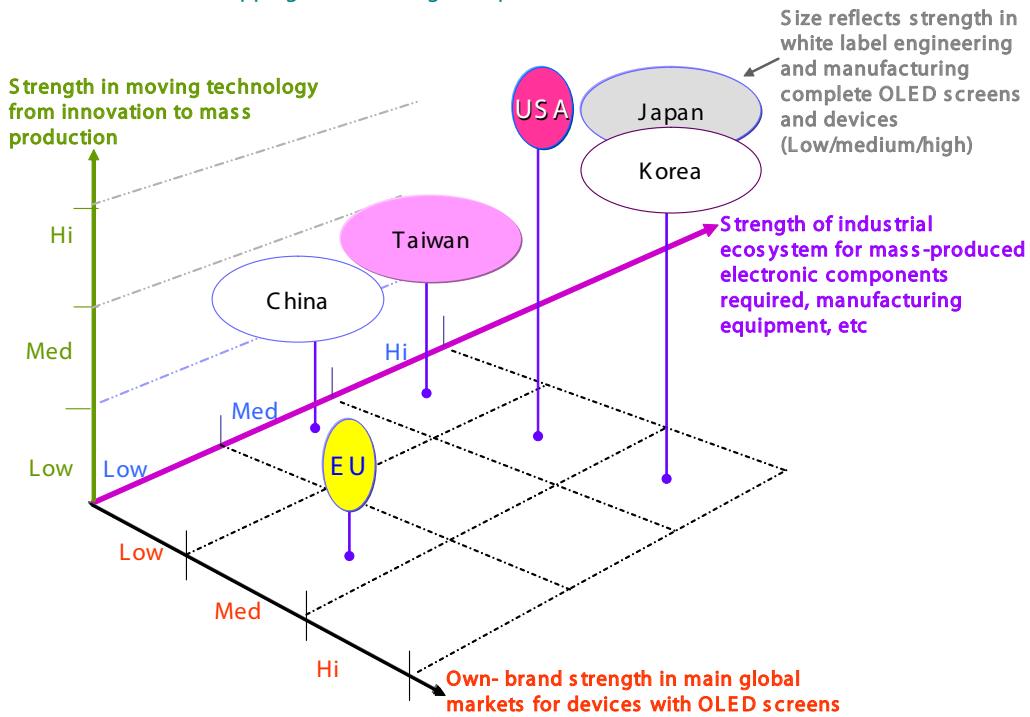 Size reflects strength in
white label engineering
and manufacturing
complete OLED screens
and devices
(Low/medium/high)
Strength in moving technology
from innovation to mass
production
USA
Japan
Korea
Hi
Taiwan
Strength of industrial
ecosystem for mass-produced
electronic components
required, manufacturing
equipment, etc
China
Med
Hi
Med
Low
Low
EU
Low
Med
Hi
Own- brand strength in main global
markets for devices with OLED screens